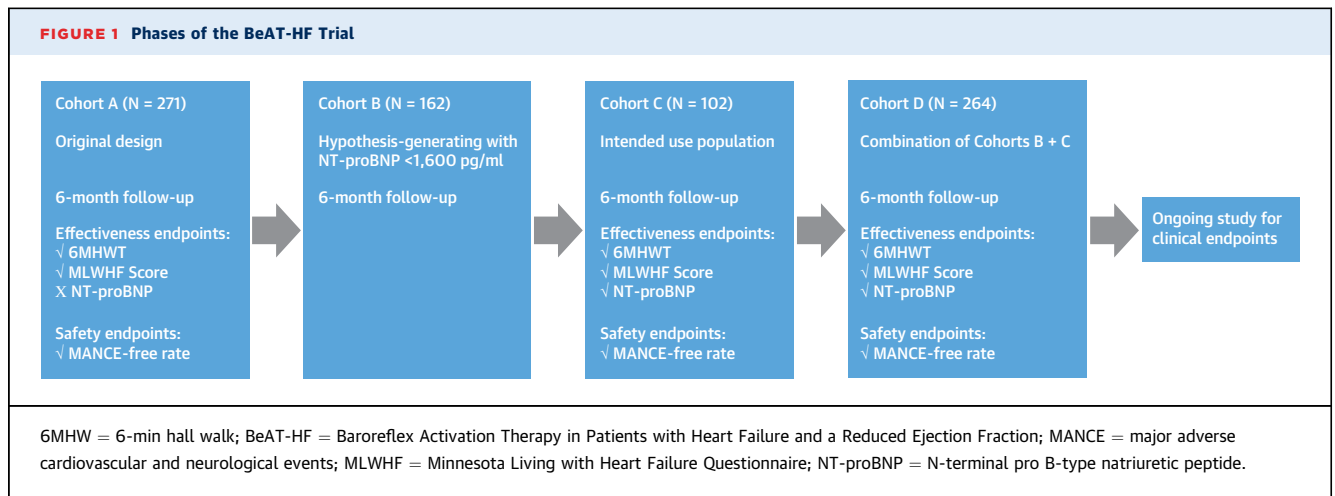 FIGURE 1 Phases of the BeAT-HF Trial
Cohort A (N = 271)
Original design
6-month follow-up
Effectiveness endpoints:
√ 6MHWT
√ MLWHF Score
X NT-proBNP
Safety endpoints:
√ MANCE-free rate
Cohort B (N = 162)
Hypothesis-generating with
NT-proBNP <1,600 pg/ml
6-month follow-up
Cohort C (N = 102)
Intended use population
6-month follow-up
Effectiveness endpoints:
√ 6MHWT
√ MLWHF Score
√ NT-proBNP
Safety endpoints:
√ MANCE-free rate
Cohort D (N = 264)
Combination of Cohorts B + C
6-month follow-up
Effectiveness endpoints:
√ 6MHWT
√ MLWHF Score
√ NT-proBNP
Safety endpoints:
√ MANCE-free rate
Ongoing study for
clinical endpoints
6MHW = 6-min hall walk; BeAT-HF = Baroreflex Activation Therapy in Patients with Heart Failure and a Reduced Ejection Fraction; MANCE = major adverse
cardiovascular and neurological events; MLWHF = Minnesota Living with Heart Failure Questionnaire; NT-proBNP = N-terminal pro B-type natriuretic peptide.